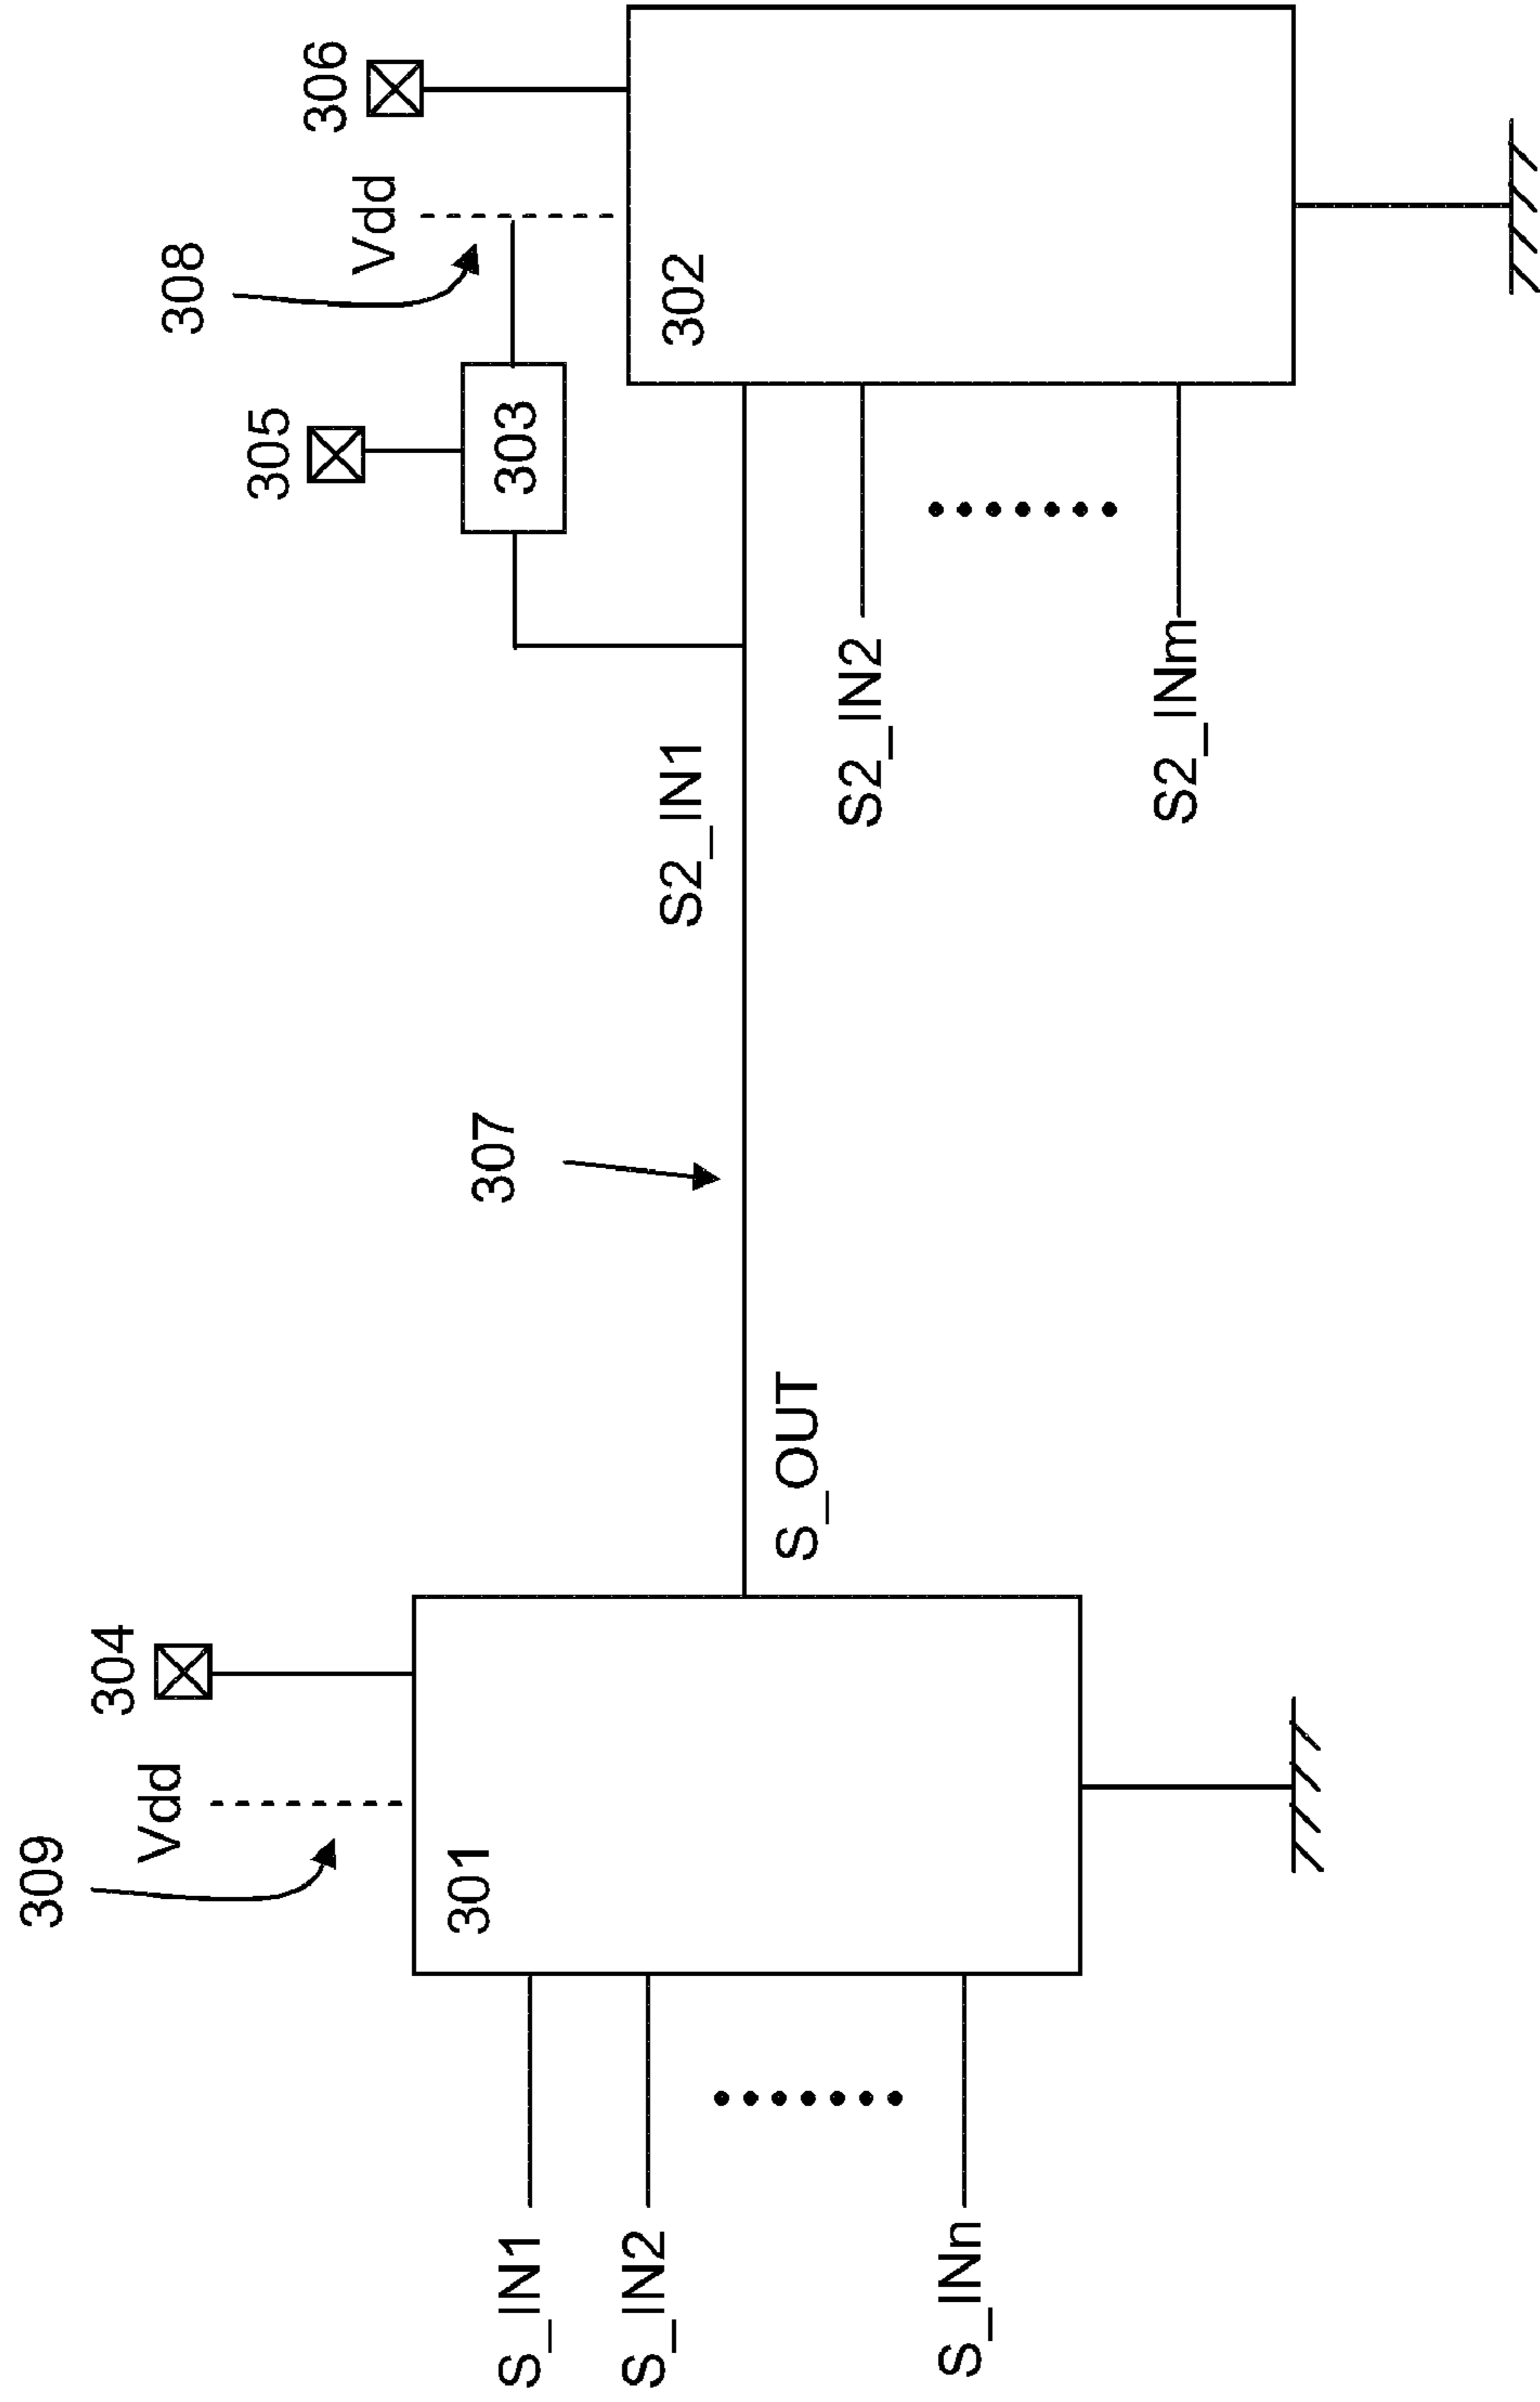 309
Vdd
304
301
S_IN1
S_IN2
S_INn
S_OUT
307
S2_IN1
S2_IN2
S2_INm
305
303
308
Vdd
306
302